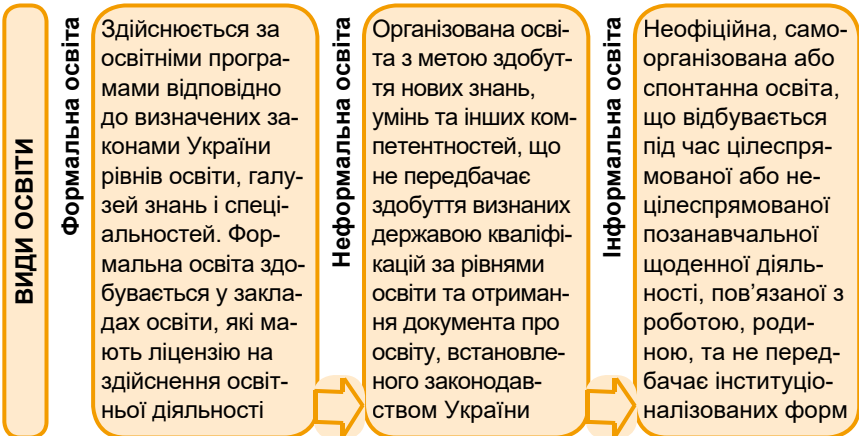 ВИДИ ОСВІТИ
Формальна освіта
Здійснюється за
освітніми програ-
мами відповідно
до визначених за-
конами України
рівнів освіти, галу-
зей знань і спеці-
альностей. Фор-
мальна освіта здо-
бувається у закла-
дах освіти, які ма-
ють ліцензію на
здійснення освіт-
ньої діяльності
Неформальна освіта
Організована осві-
та з метою здобут-
тя нових знань,
умінь та інших ком-
петентностей, що
не передбачає
здобуття визнаних
державою кваліфі-
кацій за рівнями
освіти та отриман-
ня документа про
освіту, встановле-
ного законодав-
ством України
Інформальна освіта
Неофіційна, само-
організована або
спонтанна освіта,
що відбувається
під час цілеспря-
мованої або не-
цілеспрямованої
позанавчальної
щоденної діяль-
ності, пов’язаної з
роботою, роди-
ною, та не перед-
бачає інституціо-
налізованих форм